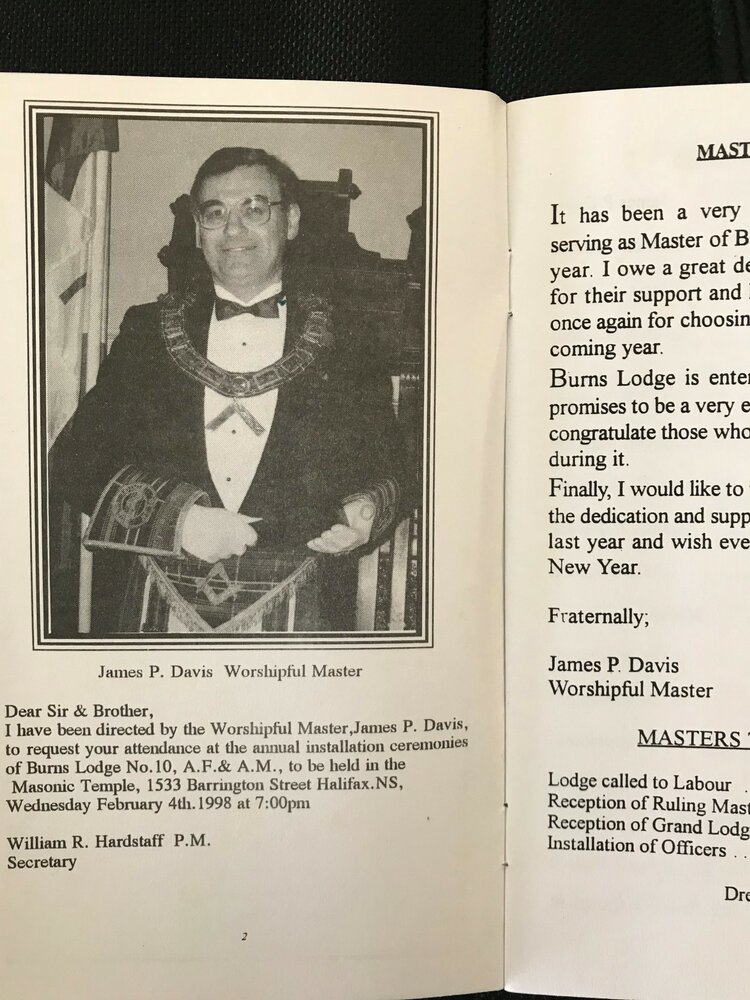 James P. Davis Worshipful Master
Dear Sir & Brother,
I have been directed by the Worshipful Master,James P. Davis,
to request your attendance at the annual installation ceremonies
of Burns Lodge No.10, A.F.& A.M., to be held in the
Masonic Temple, 1533 Barrington Street Halifax.NS,
Wednesday February 4th.1998 at 7:00pm
William R. Hardstaff P.M.
Secretary
2
MAST
It has been a very
serving as Master of B
year. I owe a great de
for their support and
once again for choosin
coming year.
Burns Lodge is enter
promises to be a very e
congratulate those who
during it.
Finally, I would like to
the dedication and supp
last year and wish eve
New Year.
Fraternally;
James P. Davis
Worshipful Master
MASTERS
Lodge called to Labour .
Reception of Ruling Mast
Reception of Grand Lodg
Installation of Officers . .
Dre